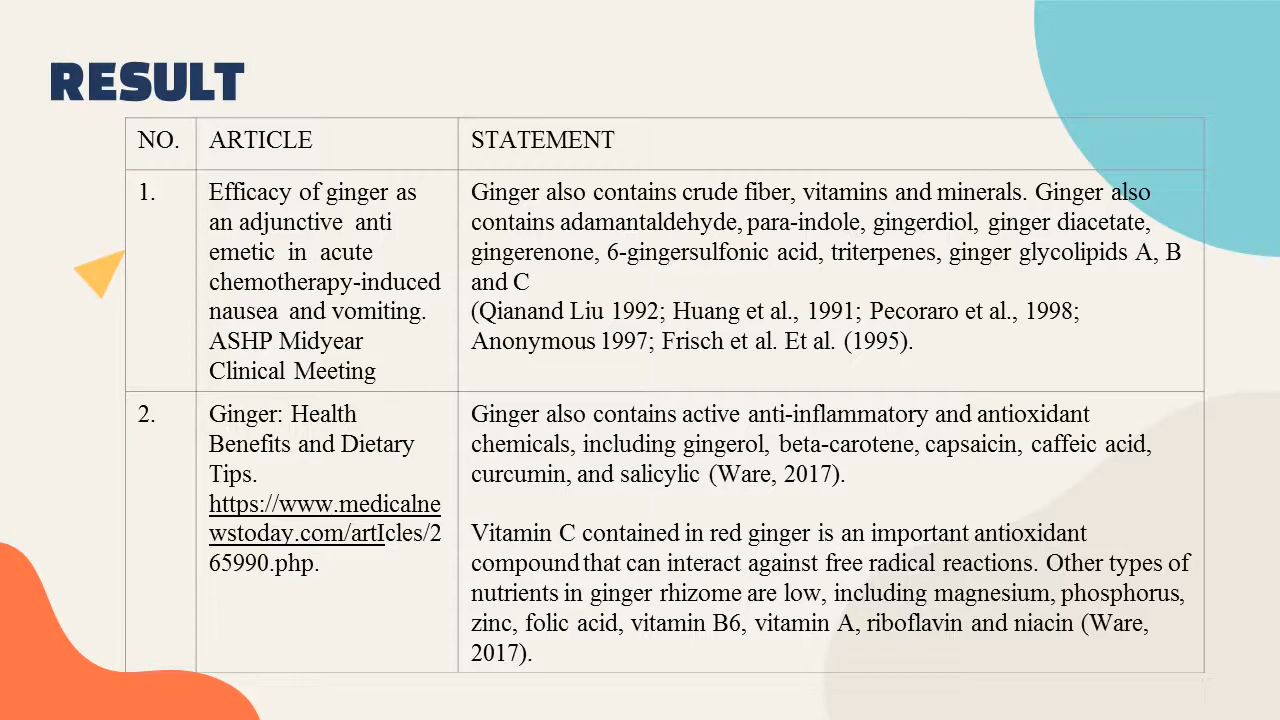 RESULT
NO. ARTICLE STATEMENT
1.
Efficacy of ginger as
an adjunctive anti
emetic in acute
chemotherapy-induced
nausea and vomiting.
ASHP Midyear
Clinical Meeting
Ginger also contains crude fiber, vitamins and minerals. Ginger also
contains adamantaldehyde, para-indole, gingerdiol, ginger diacetate,
gingerenone, 6-gingersulfonic acid, triterpenes, ginger glycolipids A, B
and C
(Qianand Liu 1992; Huang et al., 1991; Pecoraro et al., 1998;
Anonymous 1997; Frisch et al. Et al. (1995).
2.
Ginger: Health
Benefits and Dietary
Tips.
https://www.medicalne
wstoday.com/artIcles/2
65990.php.
Ginger also contains active anti-inflammatory and antioxidant
chemicals, including gingerol, beta-carotene, capsaicin, caffeic acid,
curcumin, and salicylic (Ware, 2017).
Vitamin C contained in red ginger is an important antioxidant
compound that can interact against free radical reactions. Other types of
nutrients in ginger rhizome are low, including magnesium, phosphorus,
zinc, folic acid, vitamin B6, vitamin A, riboflavin and niacin (Ware,
2017).